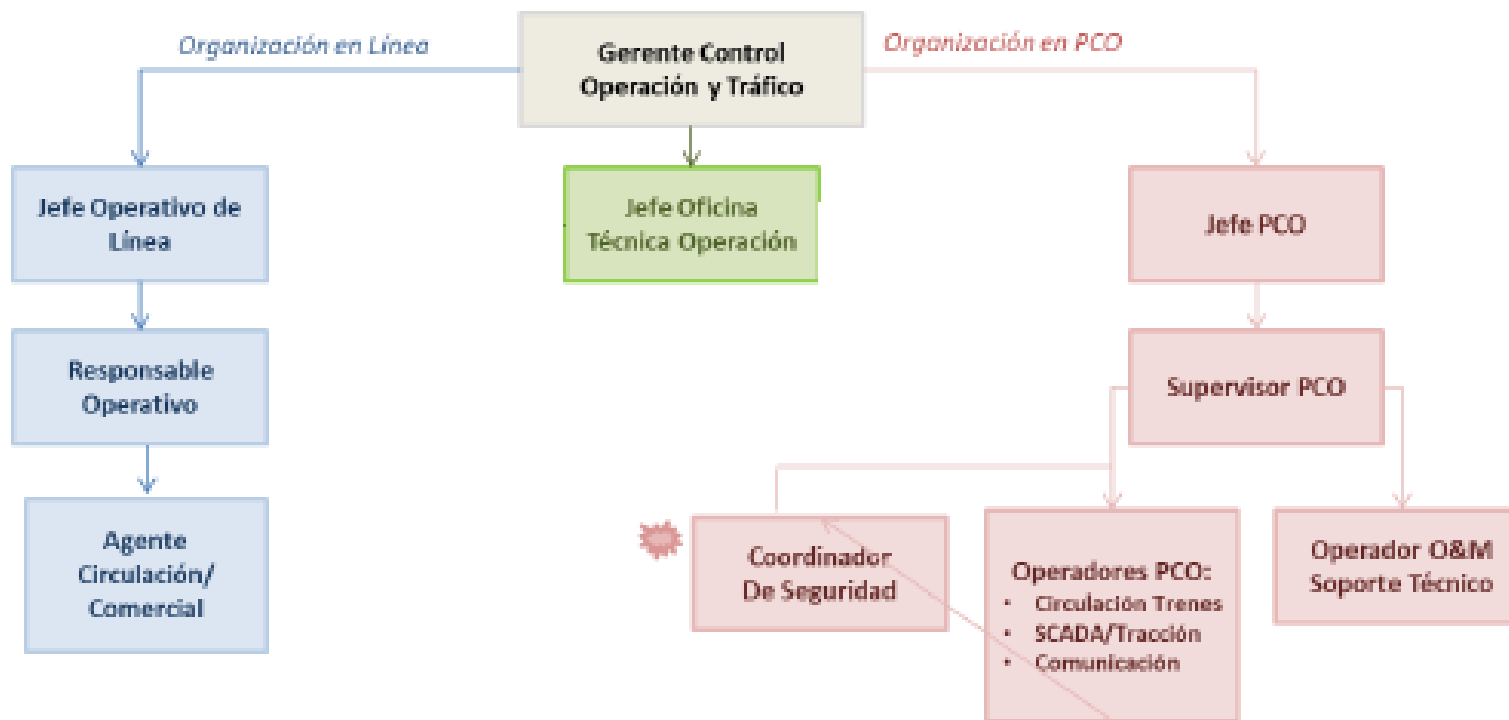 Organización en Línea
Gerente Control
Operación y Tráfico
Organización en PCO
Jefe Operativo de
Línea
Jefe Oficina
Técnica Operación
Jefe PCO
Responsable
Operativo
Supervisor PCO
Agente
Circulación/
Comercial
Coordinador
De Seguridad
Operadores PCO:
• Circulación Trenes
• SCADA/Tracción
• Comunicación
Operador O&M
Soporte Técnico